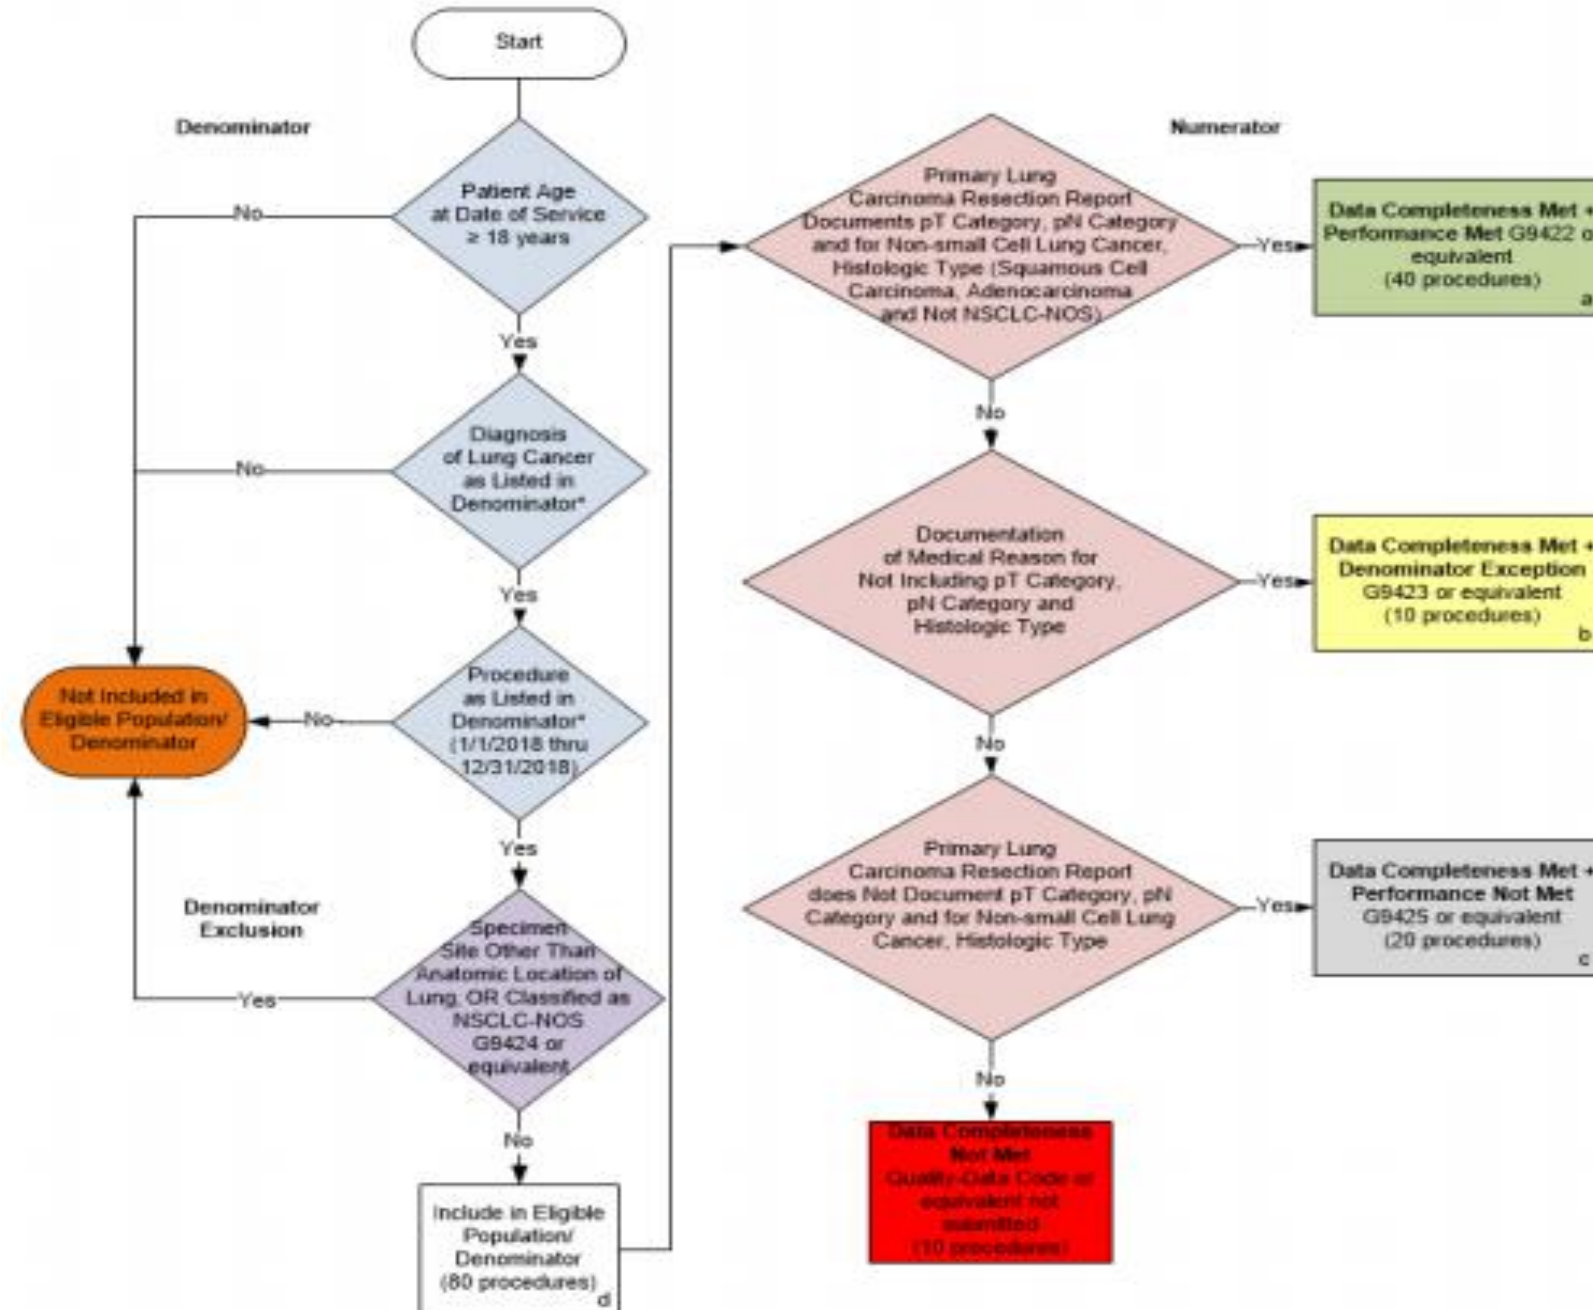 Start
Denominator
Patient Age
at Date of Service
≥ 18 years
No
Yes
Diagnosis
of Lung Cancer
as Listed in
Denominator*
No
Yes
Procedure
as Listed in
Denominator*
(1/1/2018 thru
12/31/2018)
No
Not Included in
Eligible Population/
Denominator
Yes
Denominator
Exclusion
Specimen
Site Other Than
Anatomic Location of
Lung, OR Classified as
NSCLC-NOS
G9424 or
equivalent
Yes
No
Include in Eligible
Population/
Denominator
(80 procedures)
d
Numerator
Primary Lung
Carcinoma Resection Report
Documents pT Category, pN Category
and for Non-small Cell Lung Cancer,
Histologic Type (Squamous Cell
Carcinoma, Adenocarcinoma
and Not NSCLC-NOS)
Yes
Data Completeness Met +
Performance Met G9422 o
equivalent
(40 procedures)
a
No
Documentation
of Medical Reason for
Not Including pT Category,
pN Category and
Histologic Type
Yes
Data Completeness Met +
Denominator Exception
G9423 or equivalent
(10 procedures)
b
No
Primary Lung
Carcinoma Resection Report
does Not Document pT Category, pN
Category and for Non-small Cell Lung
Cancer, Histologic Type
Yes
Data Completeness Met +
Performance Not Met
G9425 or equivalent
(20 procedures)
c
No
Data Completeness
Not Met
Quality-Data Code or
equivalent not
submitted
(10 procedures)